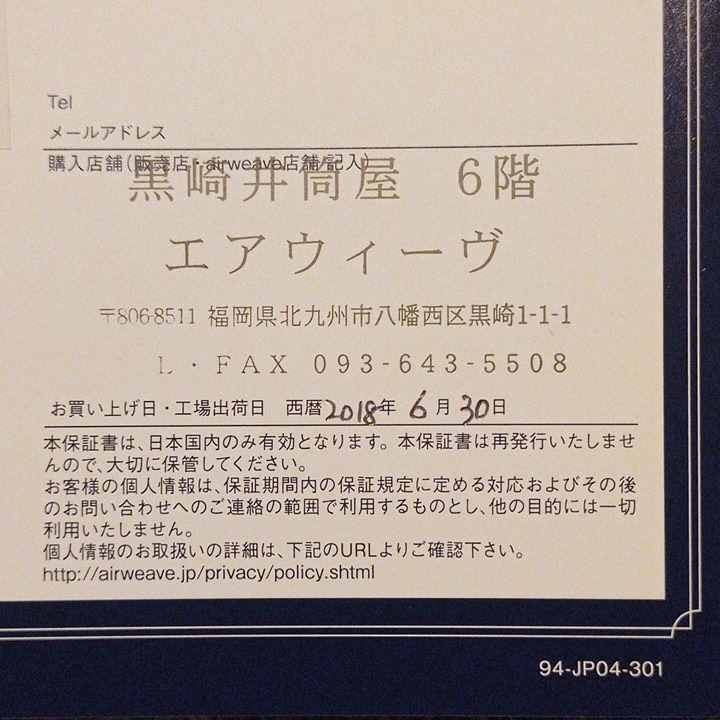 Tel
メールアドレス
購入店舗(販売店・airweave店舗記入)
黒崎井筒屋 6階
エアウィーヴ
〒806-8511 福岡県北九州市八幡西区黒崎1-1-1
L・FAX 093-643-5508
お買い上げ日・工場出荷日 西暦2018年 6月30日
本保証書は、日本国内のみ有効となります。本保証書は再発行いたしませ
んので、大切に保管してください。
お客様の個人情報は、保証期間内の保証規定に定める対応およびその後
のお問い合わせへのご連絡の範囲で利用するものとし、他の目的には一切
利用いたしません。
個人情報のお取扱いの詳細は、下記のURLよりご確認下さい。
http://airweave.jp/privacy/policy.shtml
94-JP04-301